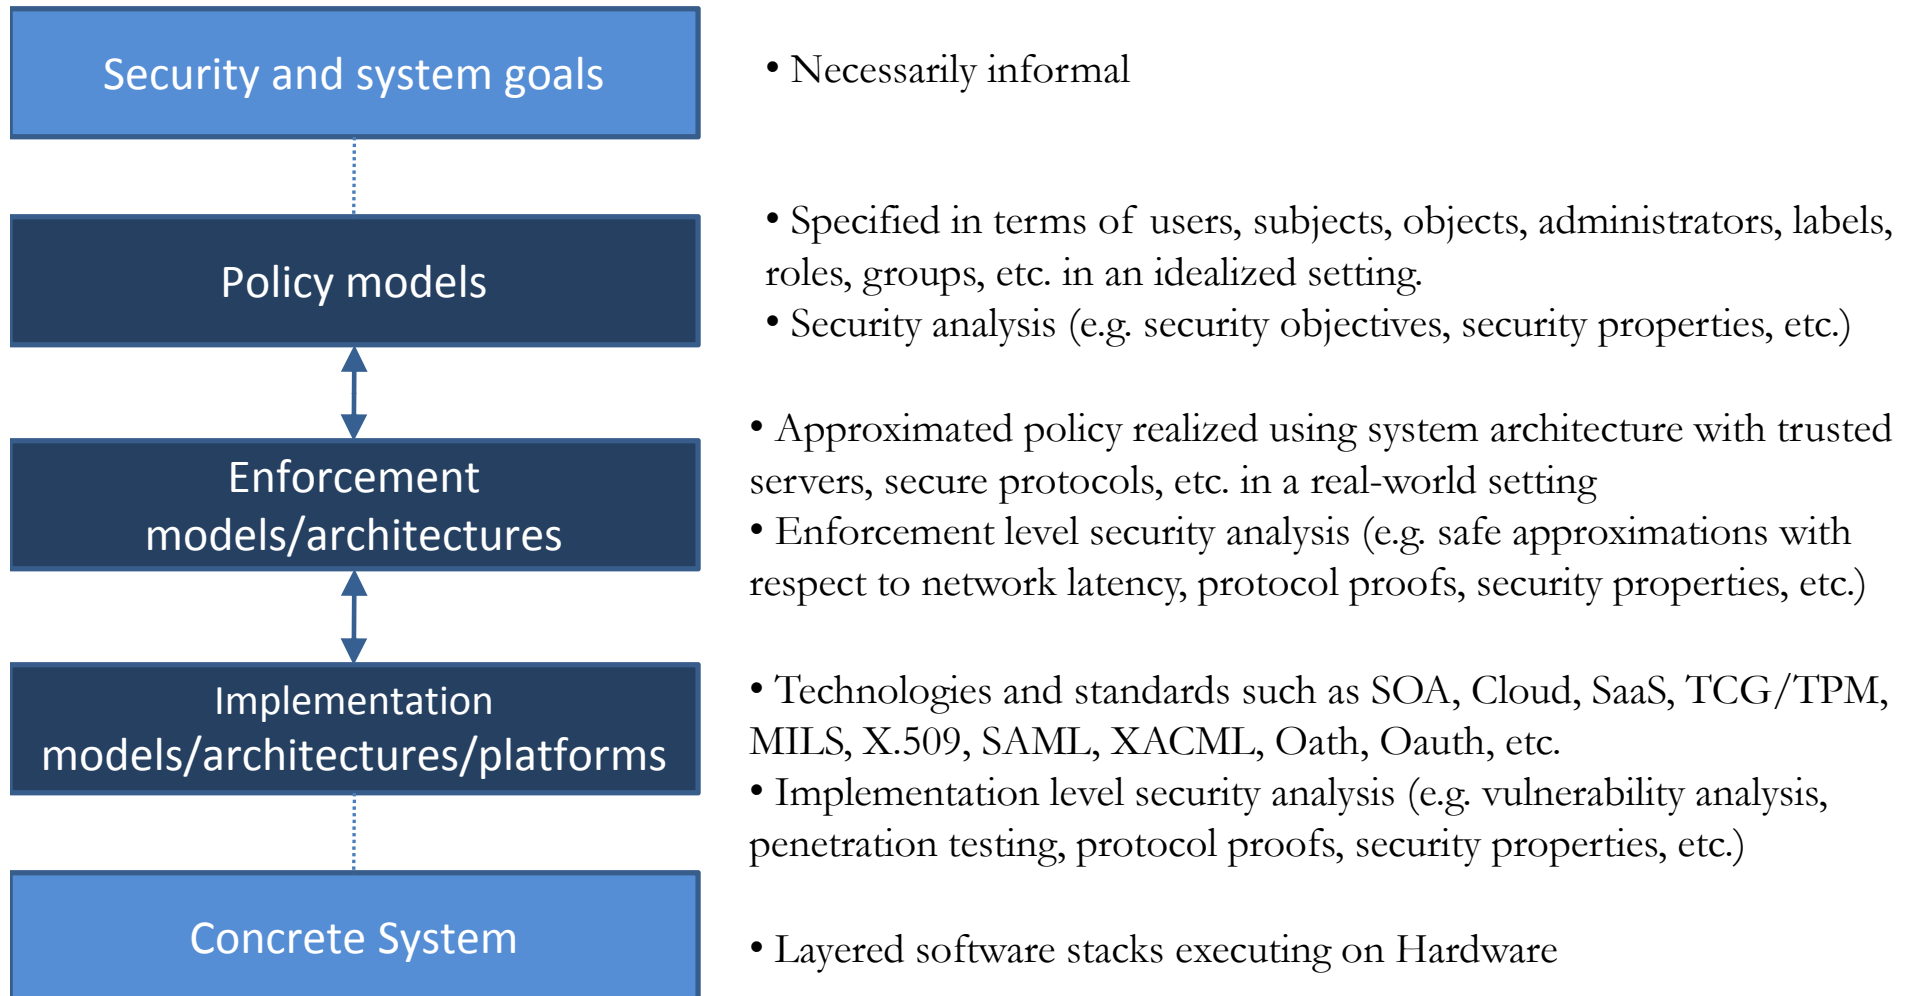 Security and system goals
• Necessarily informal
Policy models
• Specified in terms of users, subjects, objects, administrators, labels,
roles, groups, etc. in an idealized setting.
• Security analysis (e.g. security objectives, security properties, etc.)
Enforcement
models/architectures
• Approximated policy realized using system architecture with trusted
servers, secure protocols, etc. in a real-world setting
• Enforcement level security analysis (e.g. safe approximations with
respect to network latency, protocol proofs, security properties, etc.)
Implementation
models/architectures/platforms
• Technologies and standards such as SOA, Cloud, SaaS, TCG/TPM,
MILS, X.509, SAML, XACML, Oath, Oauth, etc.
• Implementation level security analysis (e.g. vulnerability analysis,
penetration testing, protocol proofs, security properties, etc.)
Concrete System
• Layered software stacks executing on Hardware